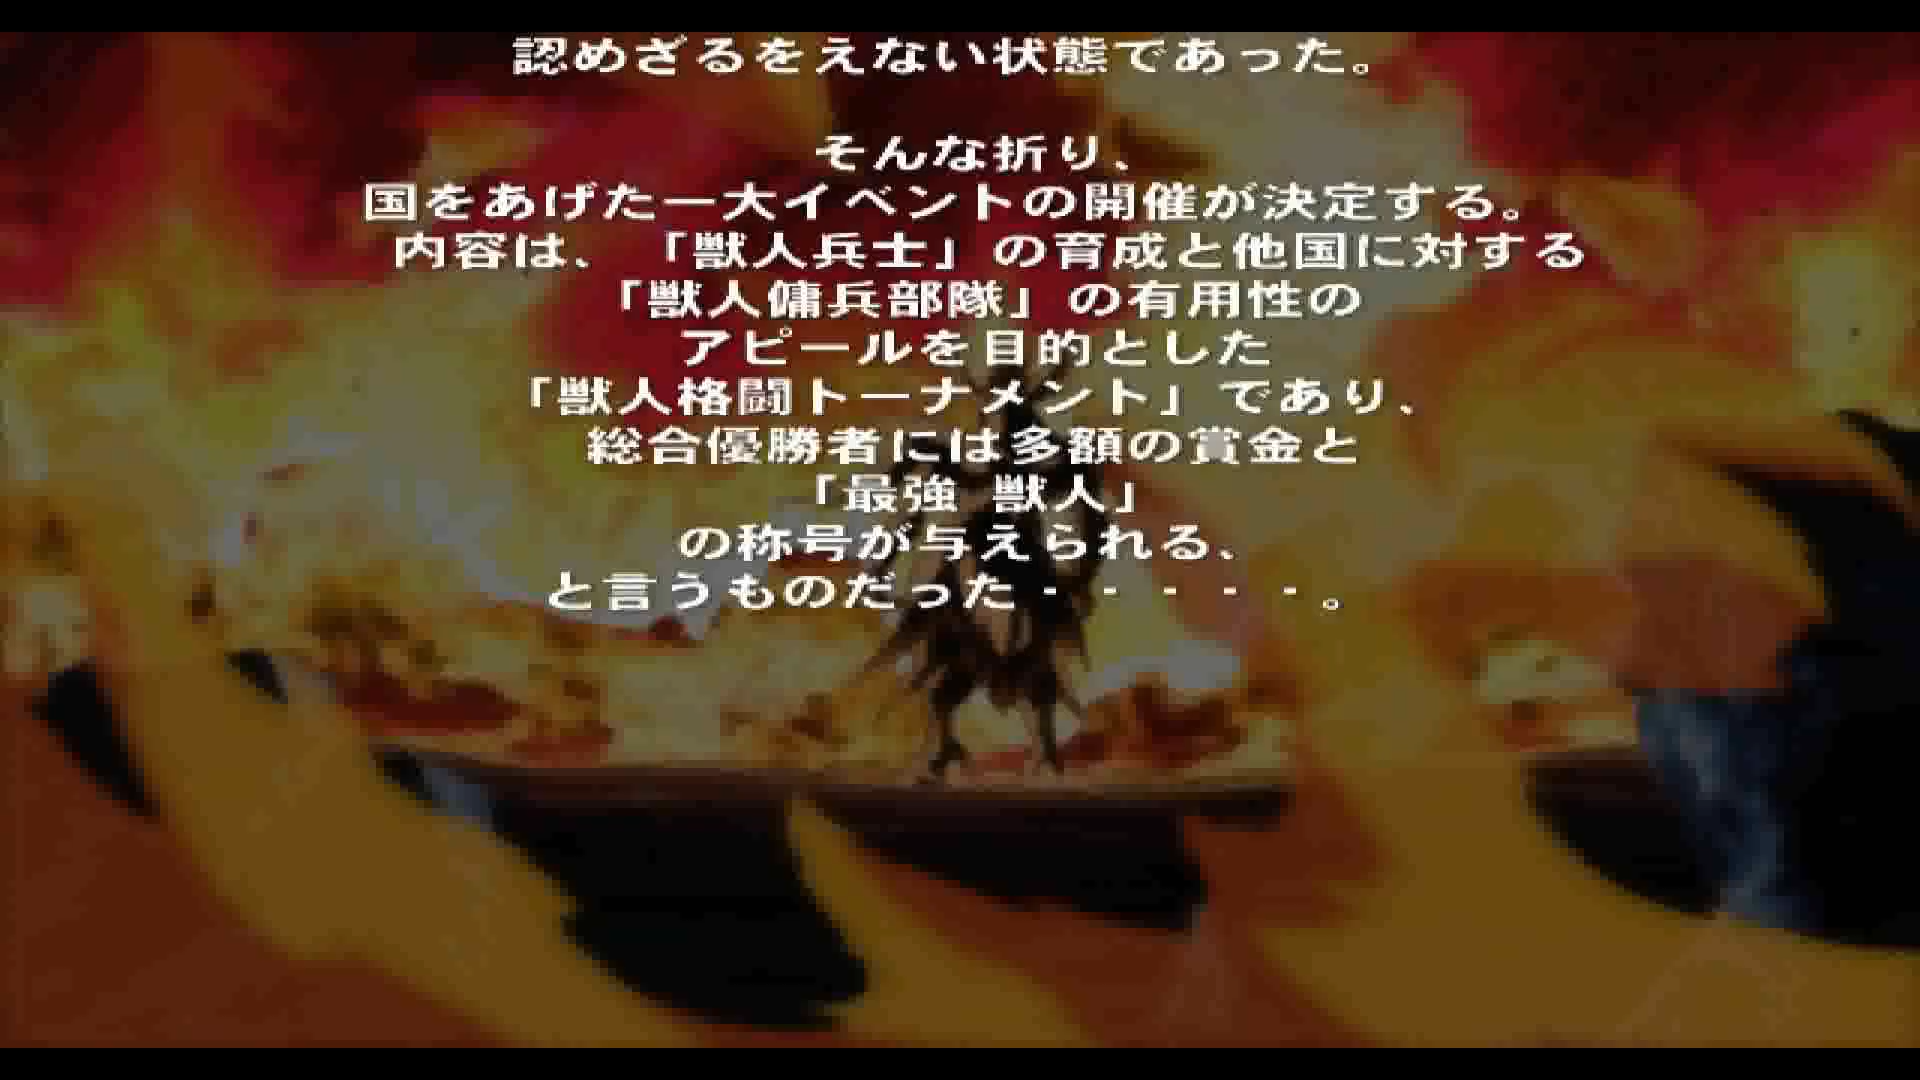 認めざるをえない状態であった。
そんな折り、
国をあげた一大イベントの開催が決定する。
内容は、「獣人兵士」の育成と他国に対する
「獣人傭兵部隊」の有用性の
アピールを目的とした
「獣人格闘トーナメント」であり、
総合優勝者には多額の賞金と
「最強 獣人」
の称号が与えられる、
と言うものだった‐‐‐‐‐。